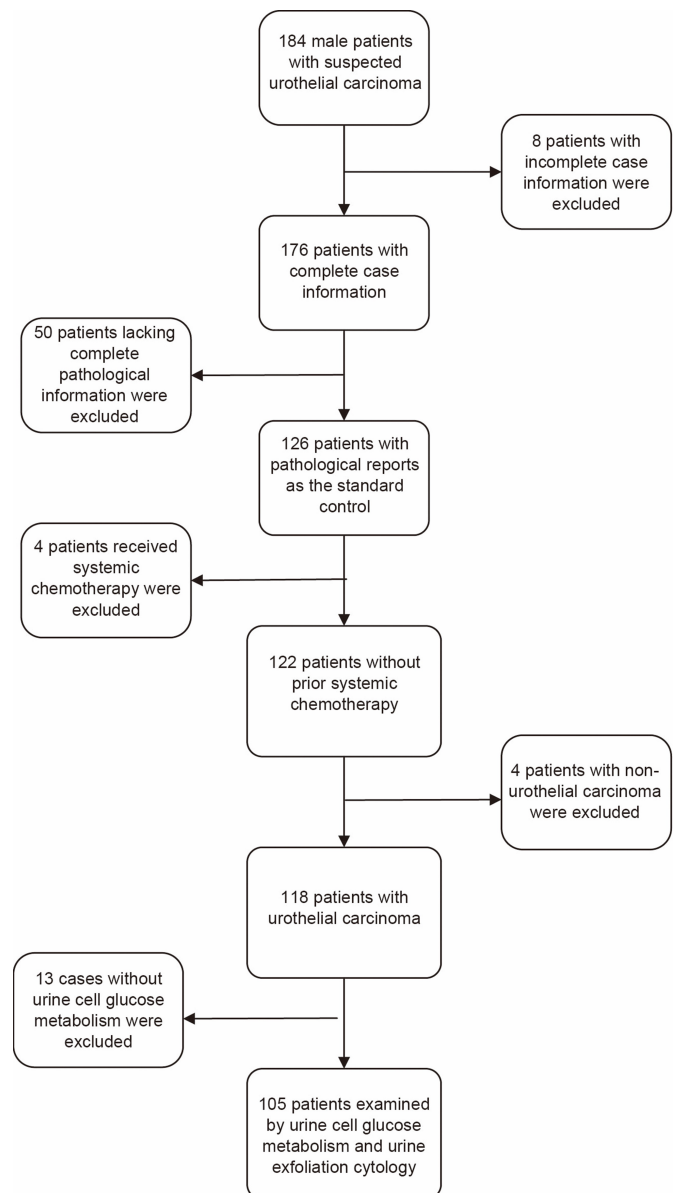 184 male patients
with suspected
urothelial carcinoma
8 patients with
incomplete case
information were
excluded
176 patients with
complete case
information
50 patients lacking
complete
pathological
information were
excluded
126 patients with
pathological reports
as the standard
control
4 patients received
systemic
chemotherapy were
excluded
122 patients without
prior systemic
chemotherapy
4 patients with non-
urothelial carcinoma
were excluded
118 patients with
urothelial carcinoma
13 cases without
urine cell glucose
metabolism were
excluded
105 patients examined
by urine cell glucose
metabolism and urine
exfoliation cytology